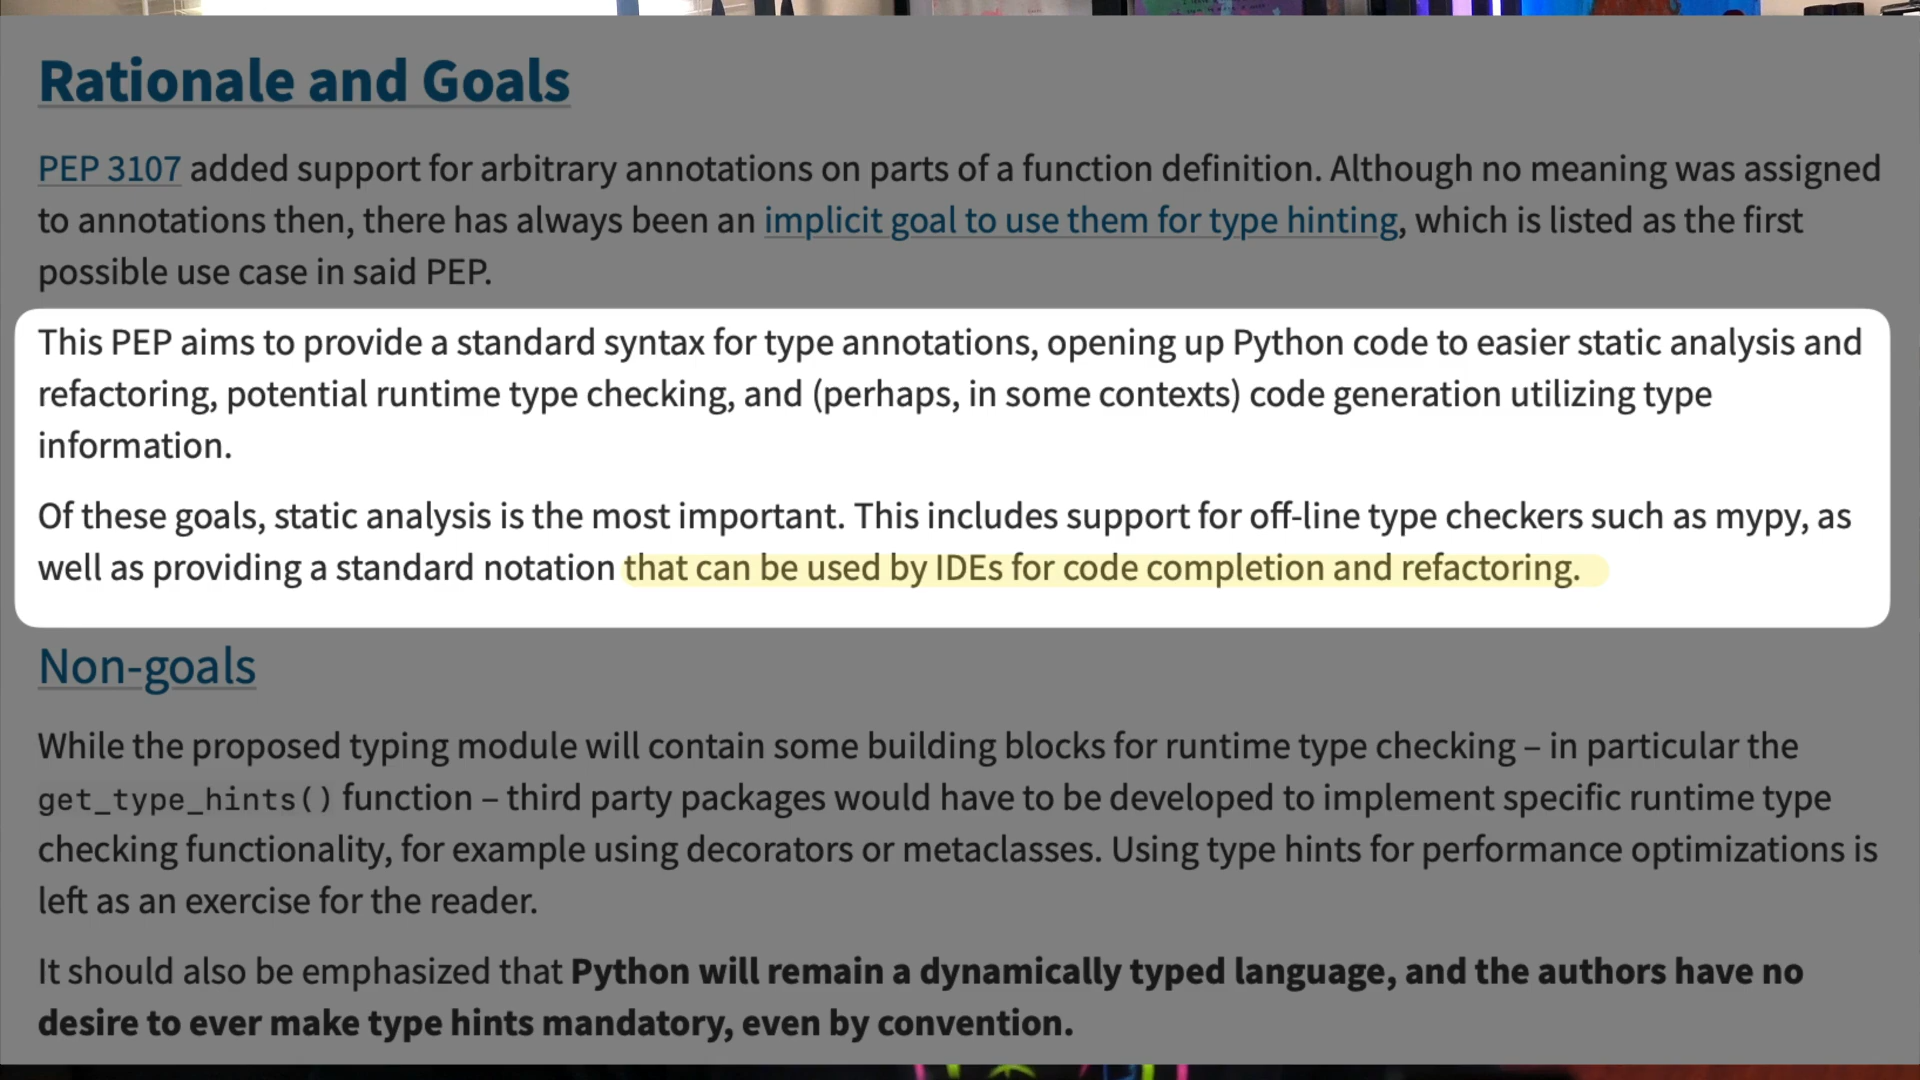 Rationale and Goals
PEP 3107 added support for arbitrary annotations on parts of a function definition. Although no meaning was assigned
to annotations then, there has always been an implicit goal to use them for type hinting, which is listed as the first
possible use case in said PEP.
This PEP aims to provide a standard syntax for type annotations, opening up Python code to easier static analysis and
refactoring, potential runtime type checking, and (perhaps, in some contexts) code generation utilizing type
information.
Of these goals, static analysis is the most important. This includes support for off-line type checkers such as mypy, as
well as providing a standard notation that can be used by IDEs for code completion and refactoring.
Non-goals
While the proposed typing module will contain some building blocks for runtime type checking – in particular the
get_type_hints() function – third party packages would have to be developed to implement specific runtime type
checking functionality, for example using decorators or metaclasses. Using type hints for performance optimizations is
left as an exercise for the reader.
It should also be emphasized that Python will remain a dynamically typed language, and the authors have no
desire to ever make type hints mandatory, even by convention.